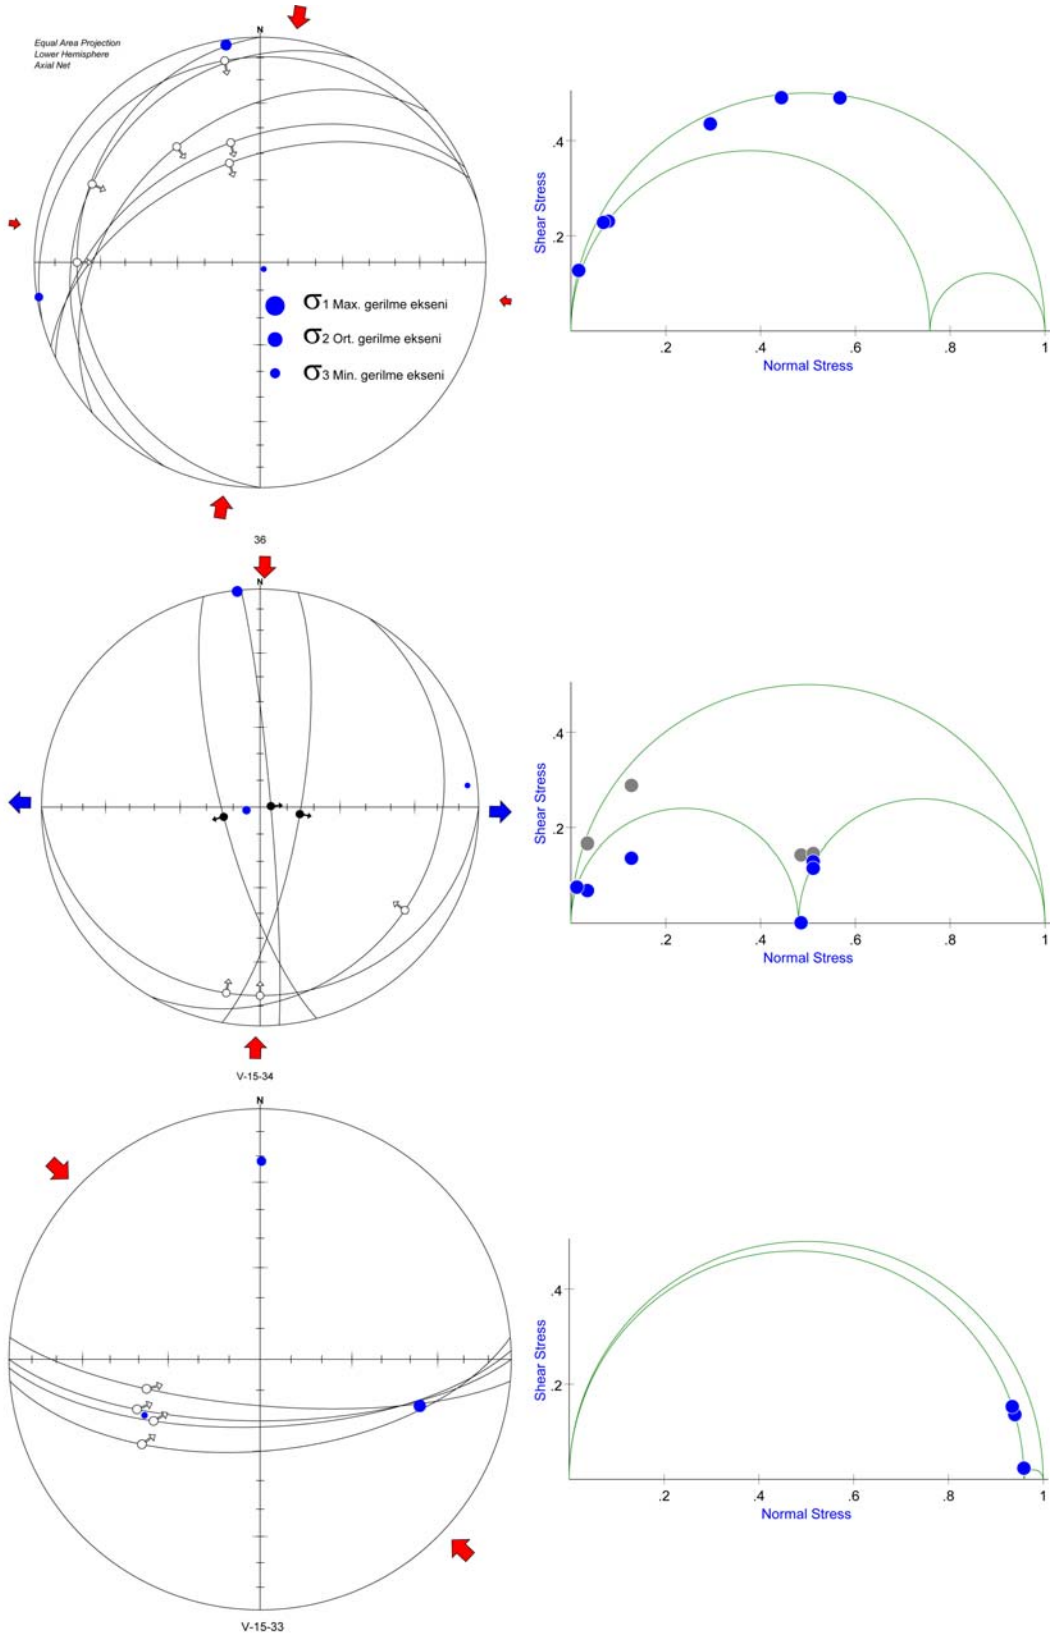 Equal Area Projection
Lower Hemisphere
Axial Net
N
σ1 Max. gerilme ekseni
σ2 Ort. gerilme ekseni
σ3 Min. gerilme ekseni
36
Shear Stress
.4
.2
.2 .4 .6 .8 1
Normal Stress
N
V-15-34
Shear Stress
.4
.2
.2 .4 .6 .8 1
Normal Stress
N
V-15-33
Shear Stress
.4
.2
.2 .4 .6 .8 1
Normal Stress